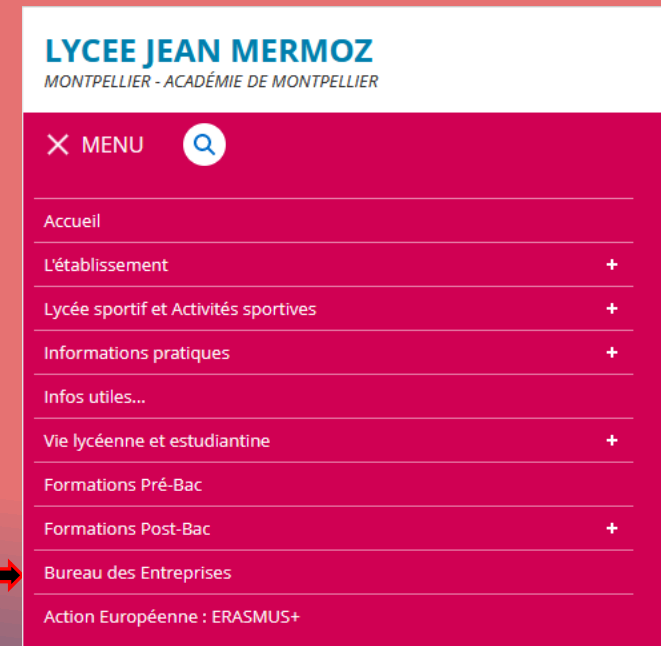 LYCEE JEAN MERMOZ
MONTPELLIER - ACADÉMIE DE MONTPELLIER
MENU
Accueil
L'établissement +
Lycée sportif et Activités sportives +
Informations pratiques +
Infos utiles...
Vie lycéenne et estudiantine +
Formations Pré-Bac
Formations Post-Bac +
Bureau des Entreprises
Action Européenne : ERASMUS+